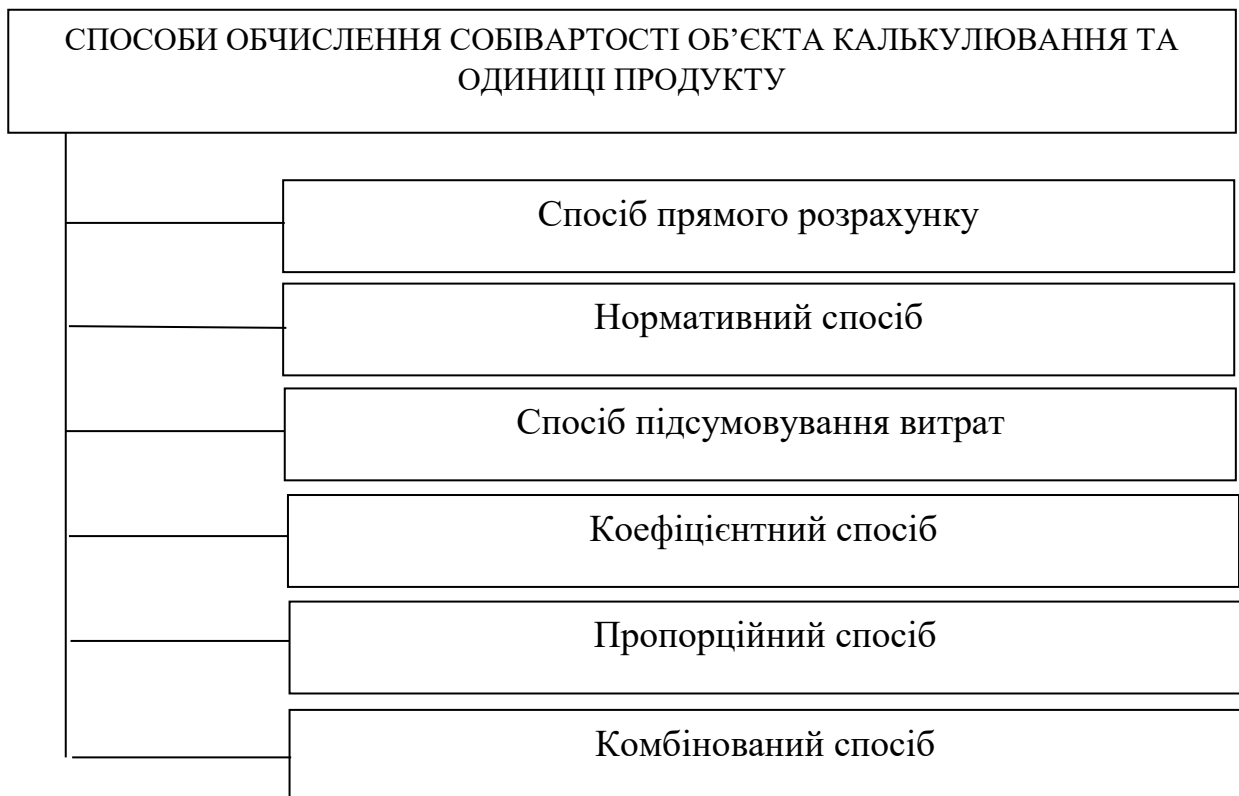 СПОСОБИ ОБЧИСЛЕННЯ СОБІВАРТОСТІ ОБ’ЄКТА КАЛЬКУЛЮВАННЯ ТА
ОДИНИЦІ ПРОДУКТУ
Спосіб прямого розрахунку
Нормативний спосіб
Спосіб підсумовування витрат
Коефіцієнтний спосіб
Пропорційний спосіб
Комбінований спосіб